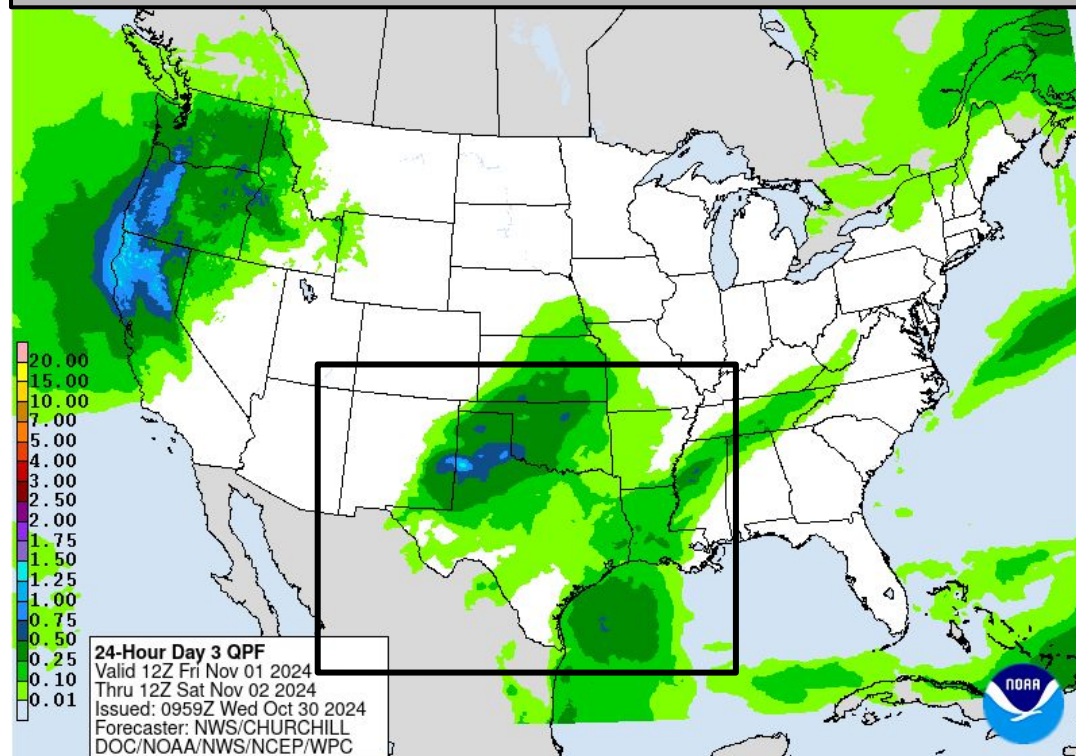 20.00
15.00
10.00
7.00
5.00
4.00
3.00
2.50
2.00
1.75
1.50
1.25
1.00
0.75
0.50
0.25
0.10
0.01
24-Hour Day 3 QPF
Valid 12Z Fri Nov 01 2024
Thru 12Z Sat Nov 02 2024
Issued: 0959Z Wed Oct 30 2024
Forecaster: NWS/CHURCHILL
DOC/NOAA/NWS/NCEP/WPC
NOAA